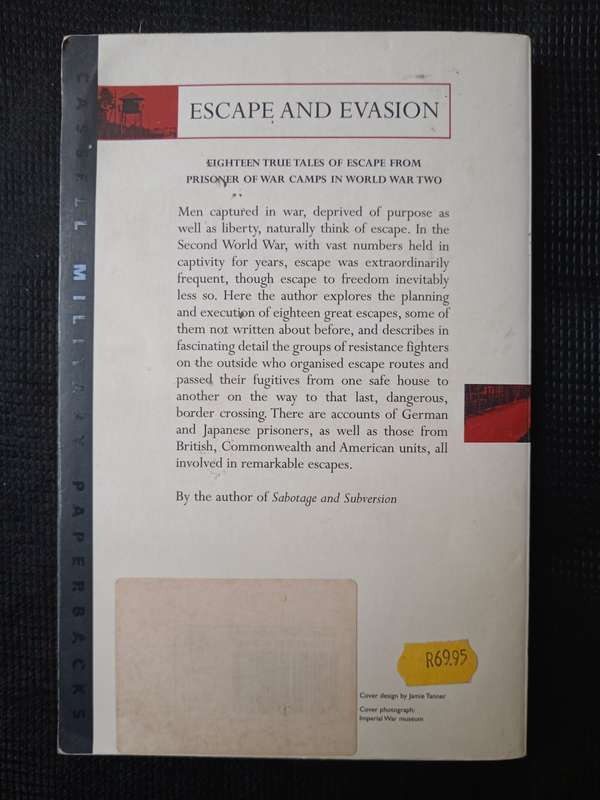 CASSELL MILITARY PAPERBACKS
ESCAPE AND EVASION
EIGHTEEN TRUE TALES OF ESCAPE FROM
PRISONER OF WAR CAMPS IN WORLD WAR TWO
Men captured in war, deprived of purpose as
well as liberty, naturally think of escape. In the
Second World War, with vast numbers held in
captivity for years, escape was extraordinarily
frequent, though escape to freedom inevitably
less so. Here the author explores the planning
and execution of eighteen great escapes, some of
them not written about before, and describes in
fascinating detail the groups of resistance fighters
on the outside who organised escape routes and
passed their fugitives from one safe house to
another on the way to that last, dangerous,
border crossing. There are accounts of German
and Japanese prisoners, as well as those from
British, Commonwealth and American units, all
involved in remarkable escapes.
By the author of Sabotage and Subversion
R69.95
Cover design by Jamie Tanner
Cover photograph:
Imperial War museum